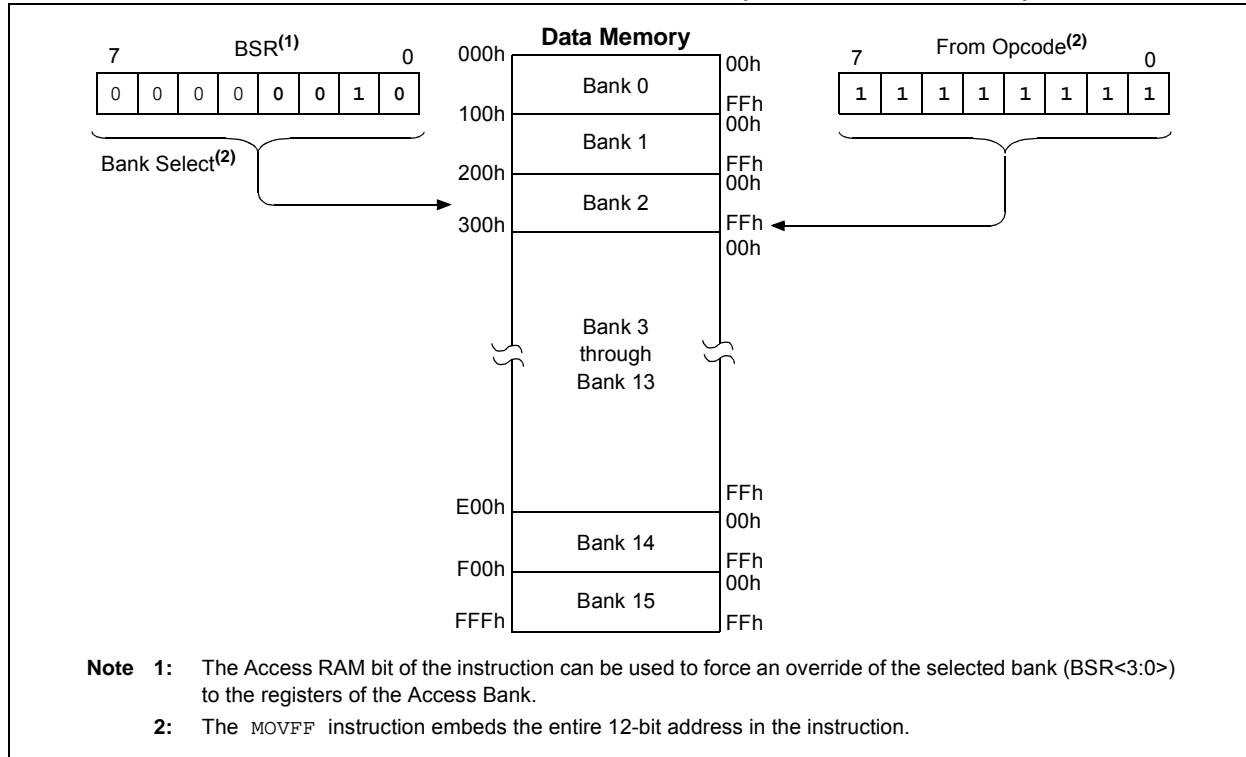 Data Memory
7 BSR(1) 0
0 0 0 0 0 0 1 0
Bank Select(2)
000h
100h
200h
300h
E00h
F00h
FFFh
Bank 0
Bank 1
Bank 2
Bank 3
through
Bank 13
Bank 14
Bank 15
00h
FFh
00h
FFh
00h
FFh
00h
FFh
00h
FFh
00h
FFh
7 From Opcode(2) 0
1 1 1 1 1 1 1 1
Note 1: The Access RAM bit of the instruction can be used to force an override of the selected bank (BSR<3:0>)
to the registers of the Access Bank.
2: The MOVFF instruction embeds the entire 12-bit address in the instruction.